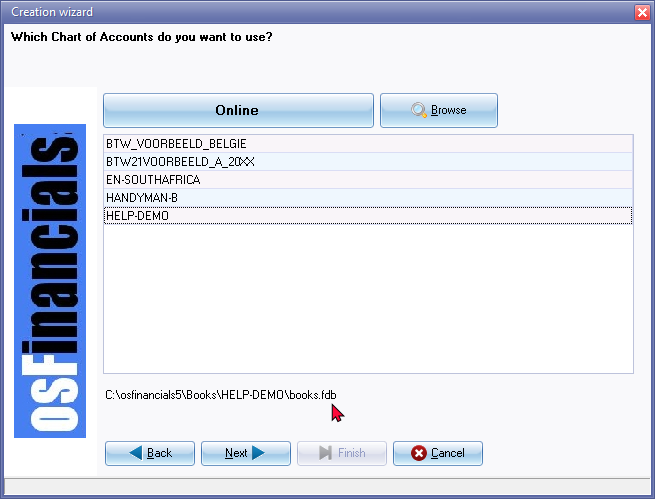 Creation wizard
Which Chart of Accounts do you want to use?
Online
Browse
BTW_VOORBEELD_BELGIE
BTW21VOORBEELD_A_20XX
EN-SOUTHAFRICA
HANDYMAN-B
HELP-DEMO
osFinancials
C:\osfinancials5\Books\HELP-DEMO\books.fdb
Back
Next
Finish
Cancel